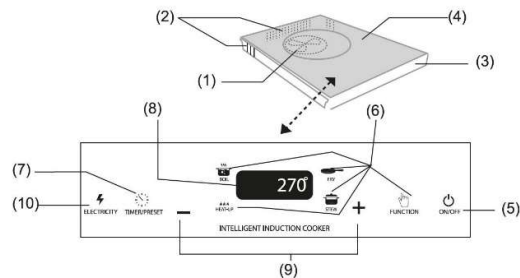 (2)
(4)
(1)
(3)
(8)
(6)
(7)
BOIL
FRY
270°
(10)
ELECTRICITY TIMER/PRESET
HEAT-UP
STEW
FUNCTION
ON/OFF
(5)
INTELLIGENT INDUCTION COOKER
(9)